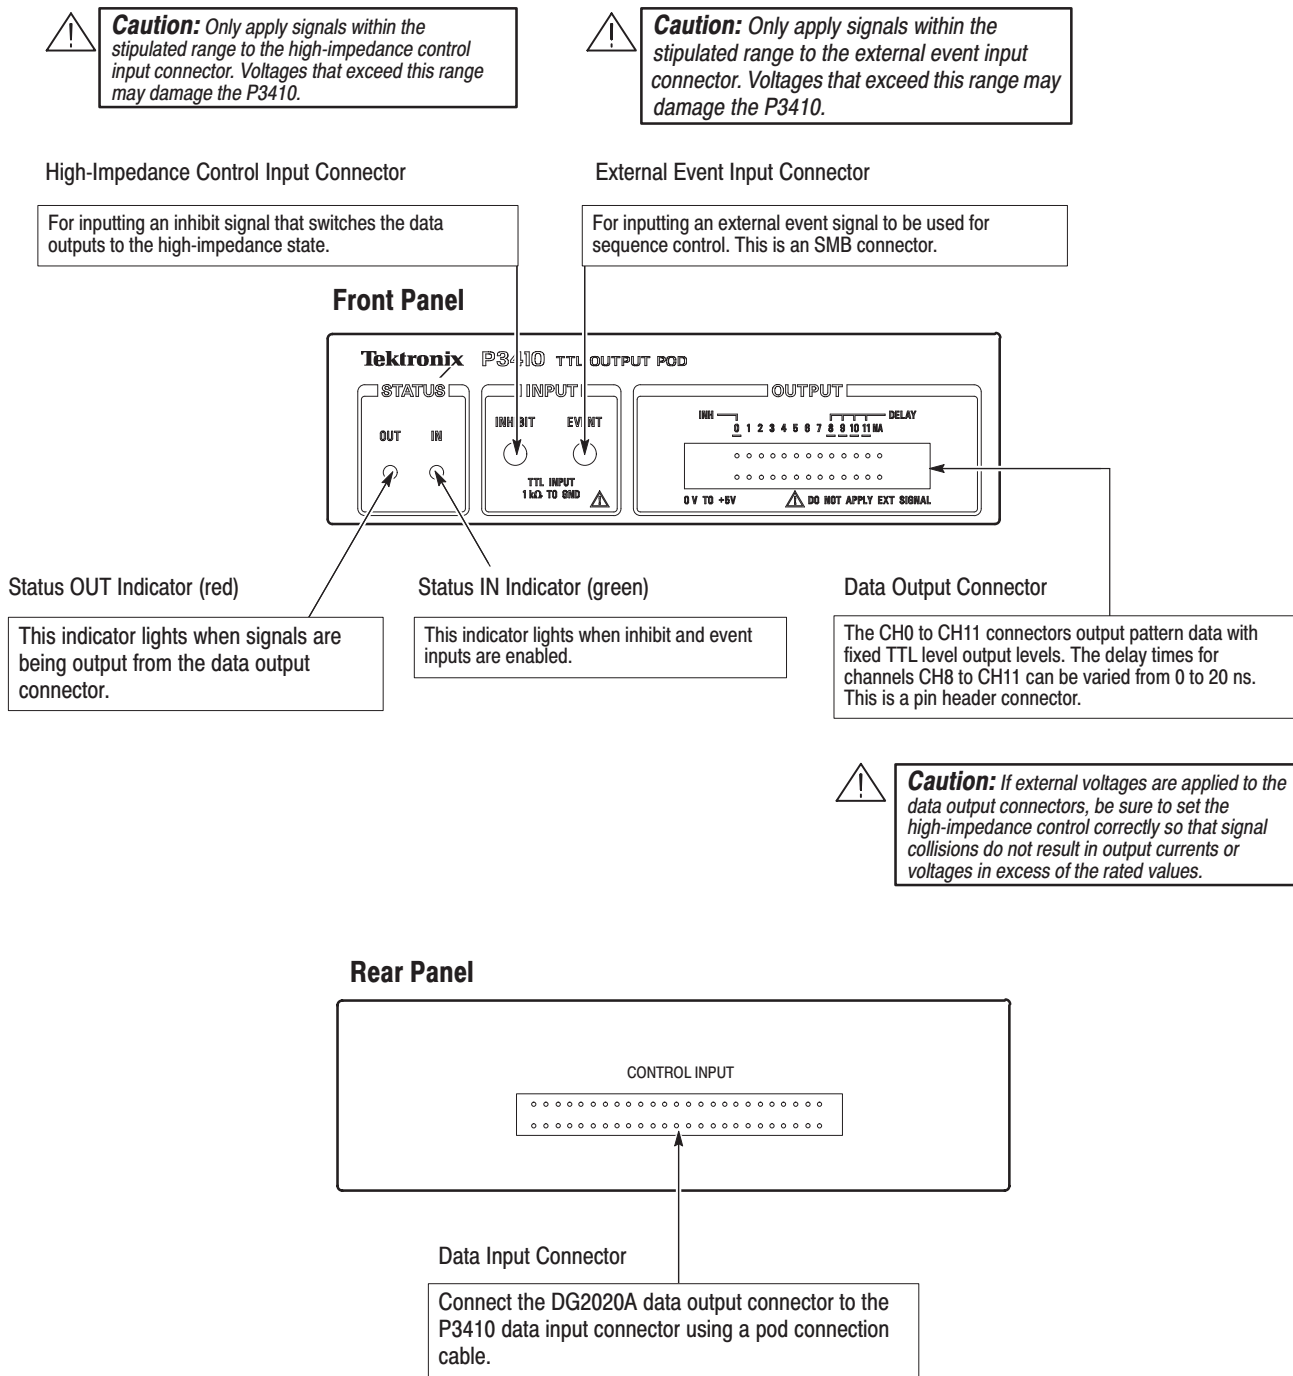 Caution: Only apply signals within the
stipulated range to the high-impedance control
input connector. Voltages that exceed this range
may damage the P3410.
Caution: Only apply signals within the
stipulated range to the external event input
connector. Voltages that exceed this range may
damage the P3410.
High-Impedance Control Input Connector
For inputting an inhibit signal that switches the data
outputs to the high-impedance state.
External Event Input Connector
For inputting an external event signal to be used for
sequence control. This is an SMB connector.
Front Panel
Tektronix P3410 TTL OUTPUT POD
STATUS
OUT IN
INPUT
INHIBIT EVENT
TTL INPUT
1 kΩ TO GND
OUTPUT
INH DELAY
0 1 2 3 4 5 6 7 8 9 10 11 NA
0 V TO +5V DO NOT APPLY EXT SIGNAL
Status OUT Indicator (red)
This indicator lights when signals are
being output from the data output
connector.
Status IN Indicator (green)
This indicator lights when inhibit and event
inputs are enabled.
Data Output Connector
The CH0 to CH11 connectors output pattern data with
fixed TTL level output levels. The delay times for
channels CH8 to CH11 can be varied from 0 to 20 ns.
This is a pin header connector.
Caution: If external voltages are applied to the
data output connectors, be sure to set the
high-impedance control correctly so that signal
collisions do not result in output currents or
voltages in excess of the rated values.
Rear Panel
CONTROL INPUT
Data Input Connector
Connect the DG2020A data output connector to the
P3410 data input connector using a pod connection
cable.